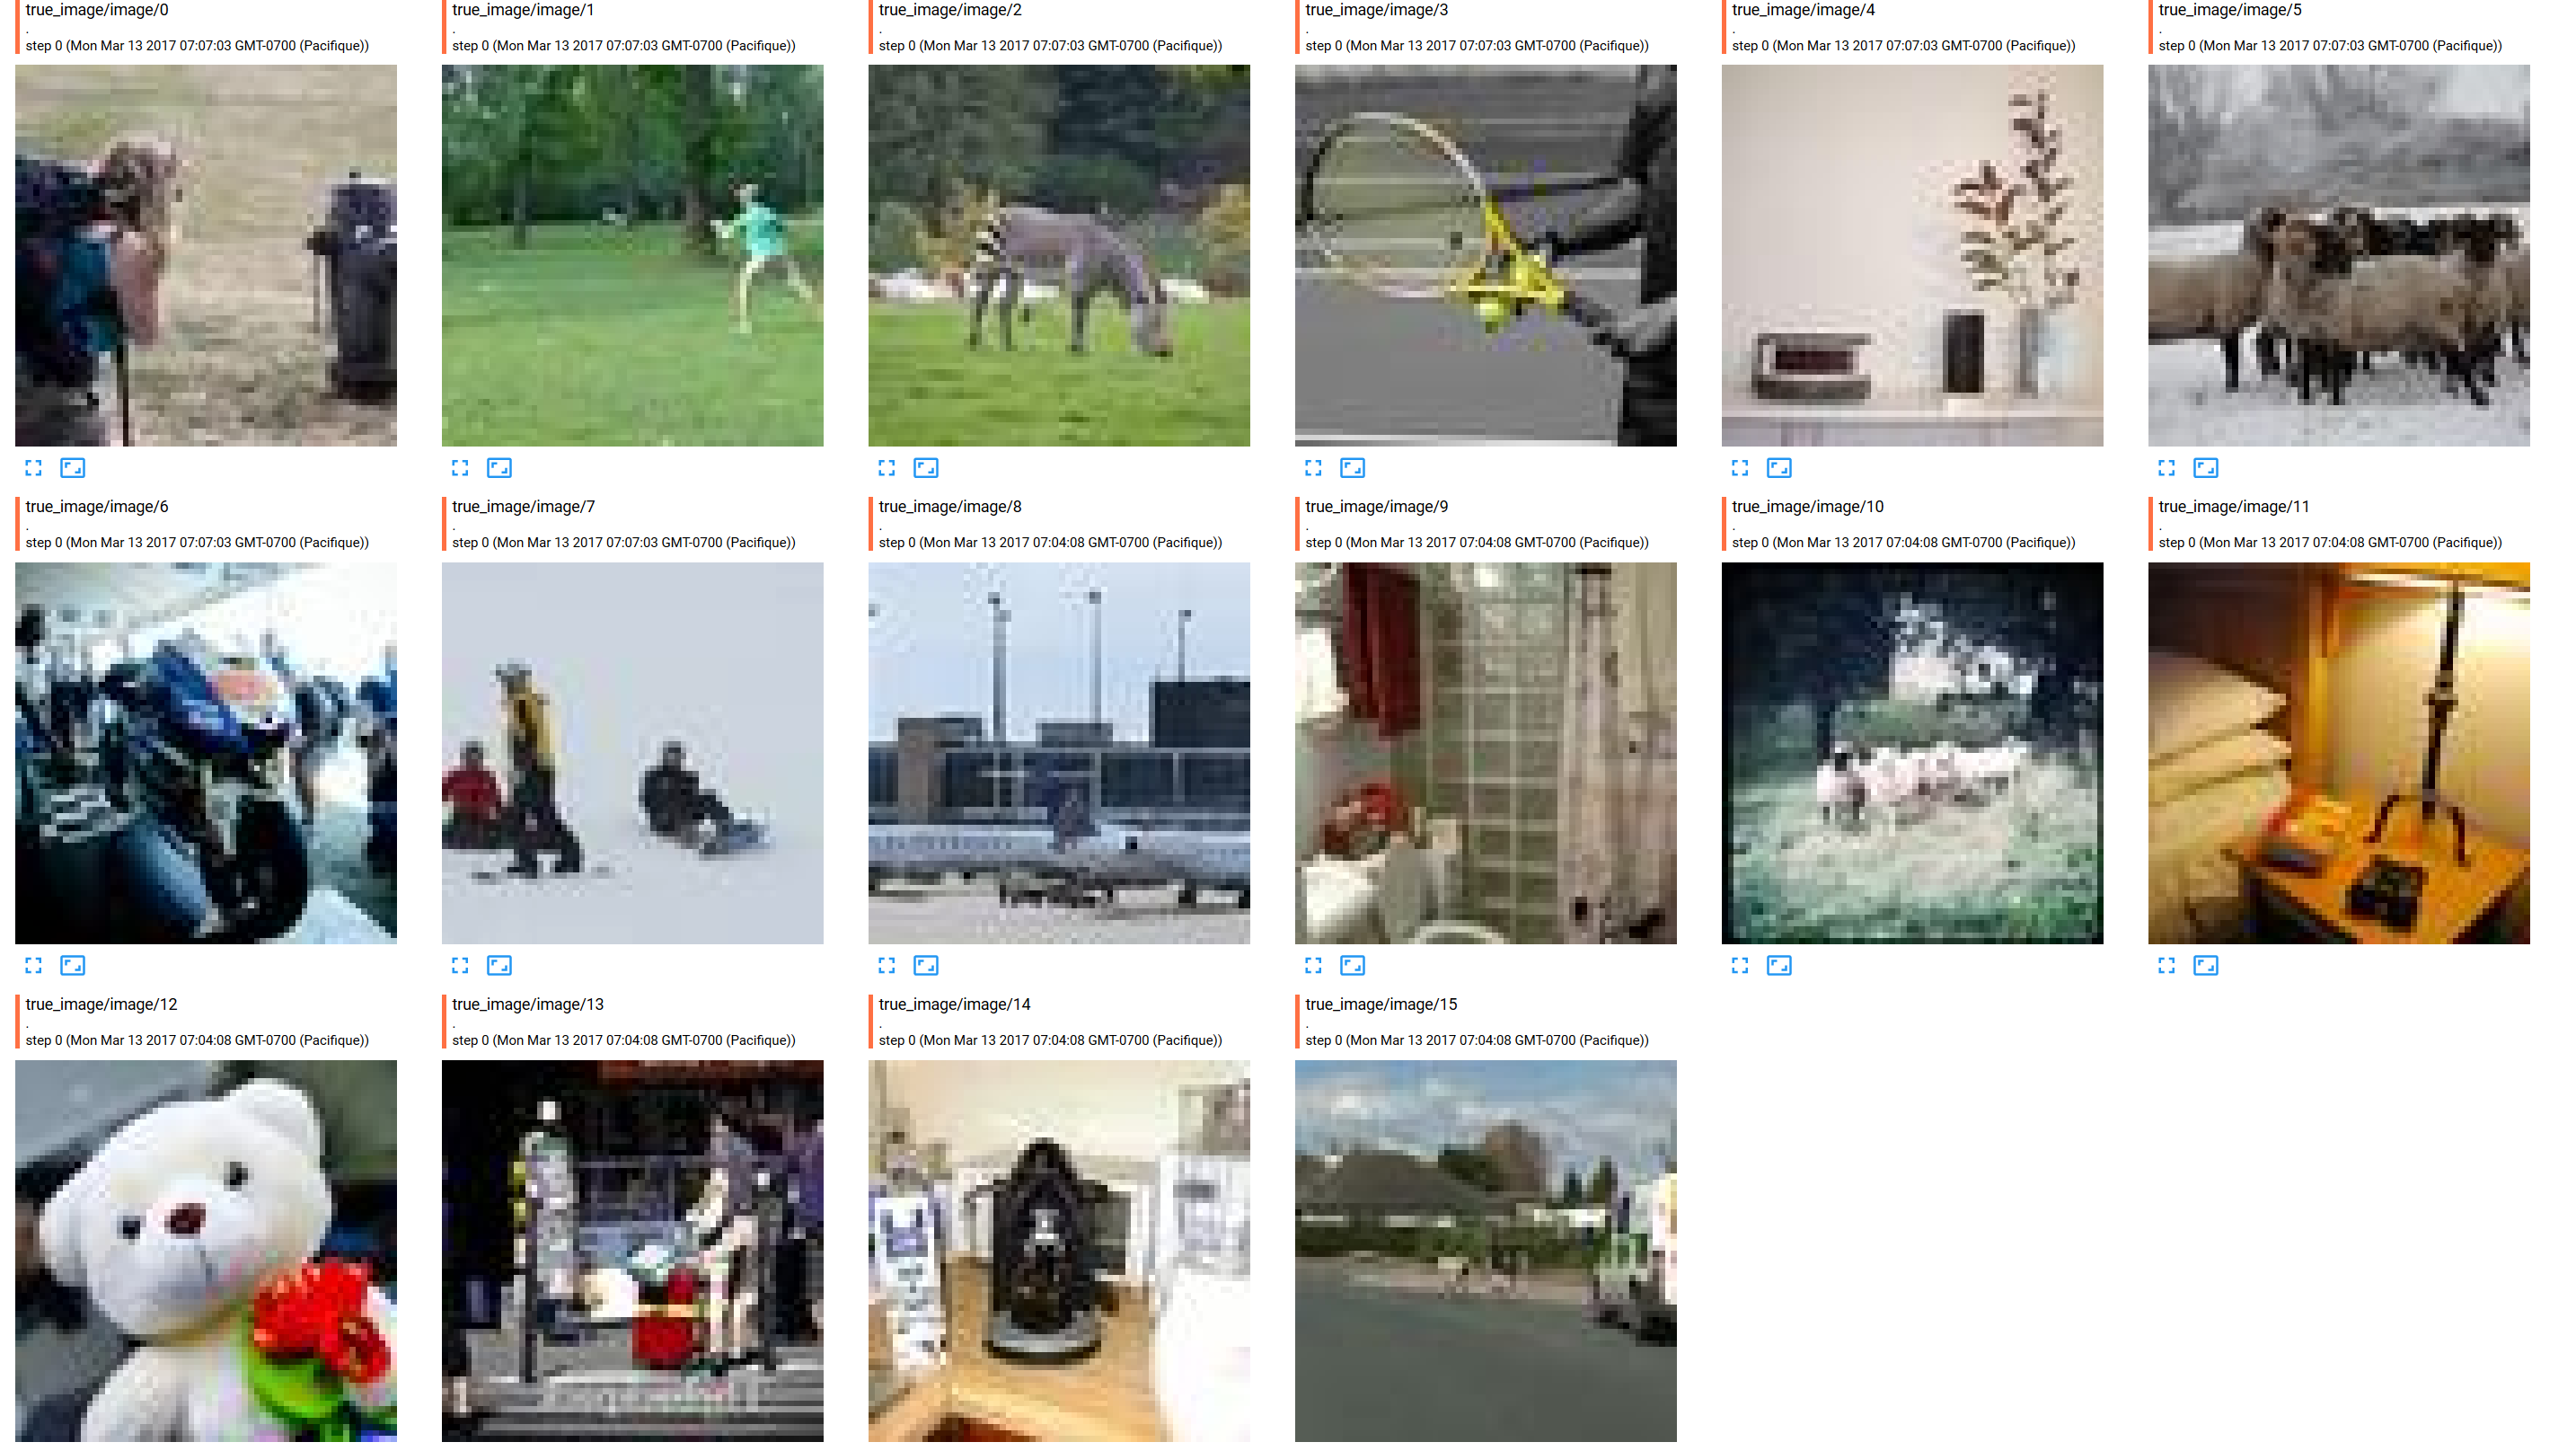 true_image/image/0
true_image/image/1
true_image/image/2
true_image/image/3
true_image/image/4
true_image/image/5
.
.
.
.
.
.
step 0 (Mon Mar 13 2017 07:07:03 GMT-0700 (Pacifique))
step 0 (Mon Mar 13 2017 07:07:03 GMT-0700 (Pacifique))
step 0 (Mon Mar 13 2017 07:07:03 GMT-0700 (Pacifique))
step 0 (Mon Mar 13 2017 07:07:03 GMT-0700 (Pacifique))
step 0 (Mon Mar 13 2017 07:07:03 GMT-0700 (Pacifique))
step 0 (Mon Mar 13 2017 07:07:03 GMT-0700 (Pacifique))
true_image/image/6
true_image/image/7
true_image/image/8
true_image/image/9
true_image/image/10
true_image/image/11
.
.
.
.
.
.
step 0 (Mon Mar 13 2017 07:07:03 GMT-0700 (Pacifique))
step 0 (Mon Mar 13 2017 07:07:03 GMT-0700 (Pacifique))
step 0 (Mon Mar 13 2017 07:04:08 GMT-0700 (Pacifique))
step 0 (Mon Mar 13 2017 07:04:08 GMT-0700 (Pacifique))
step 0 (Mon Mar 13 2017 07:04:08 GMT-0700 (Pacifique))
step 0 (Mon Mar 13 2017 07:04:08 GMT-0700 (Pacifique))
true_image/image/12
true_image/image/13
true_image/image/14
true_image/image/15
.
.
.
.
step 0 (Mon Mar 13 2017 07:04:08 GMT-0700 (Pacifique))
step 0 (Mon Mar 13 2017 07:04:08 GMT-0700 (Pacifique))
step 0 (Mon Mar 13 2017 07:04:08 GMT-0700 (Pacifique))
step 0 (Mon Mar 13 2017 07:04:08 GMT-0700 (Pacifique))